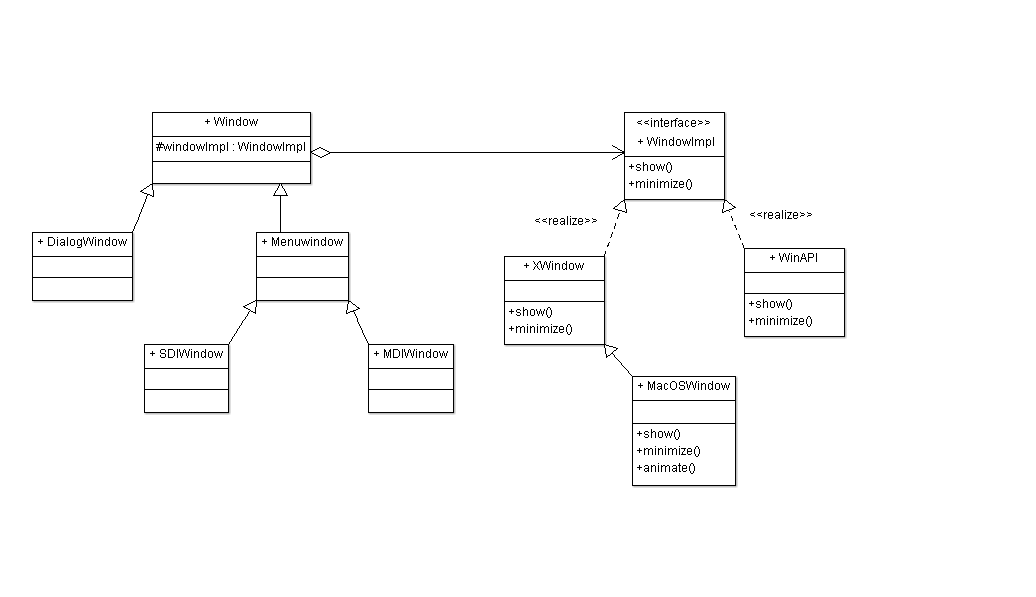 + Window
#windowImpl : WindowImpl
<<interface>>
+ WindowImpl
+show()
+minimize()
<<realize>>
<<realize>>
+ DialogWindow
+ Menuwindow
+ XWindow
+show()
+minimize()
+ WinAPI
+show()
+minimize()
+ SDIWindow
+ MDIWindow
+ MacOSWindow
+show()
+minimize()
+animate()